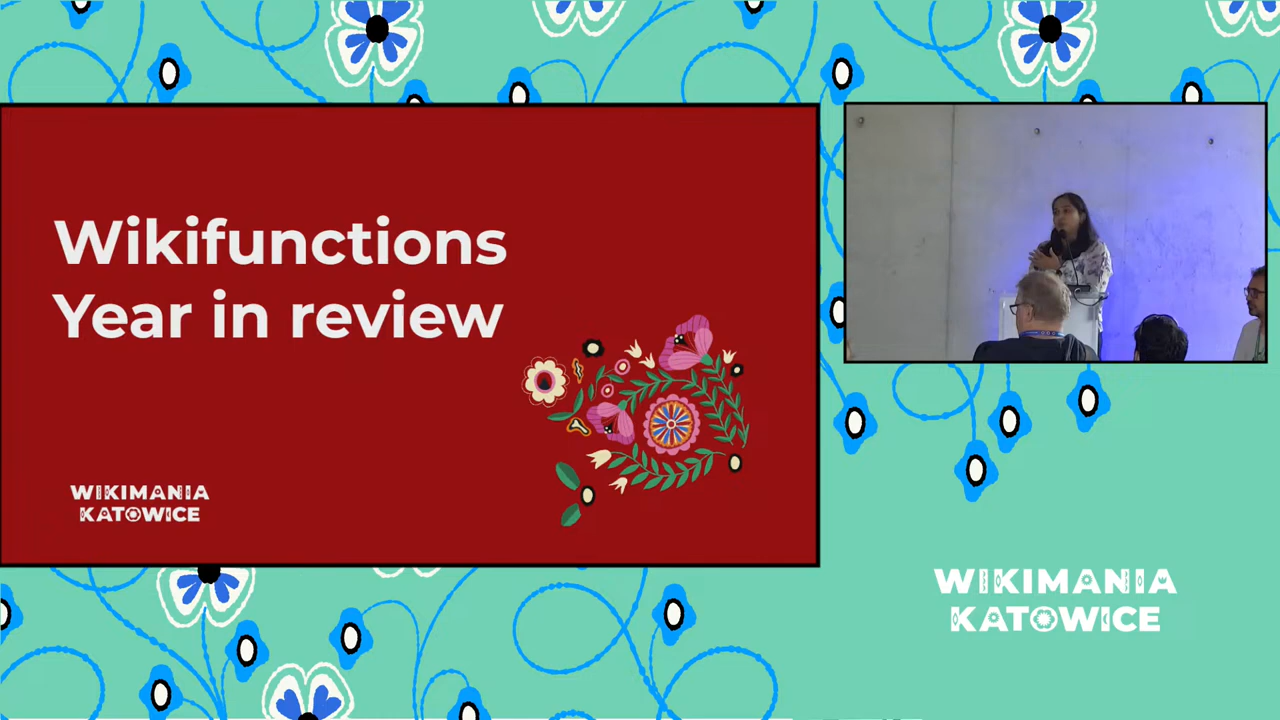 Wikifunctions
Year in review
WIKIMANIA
KATOWICE
WIKIMANIA
KATOWICE